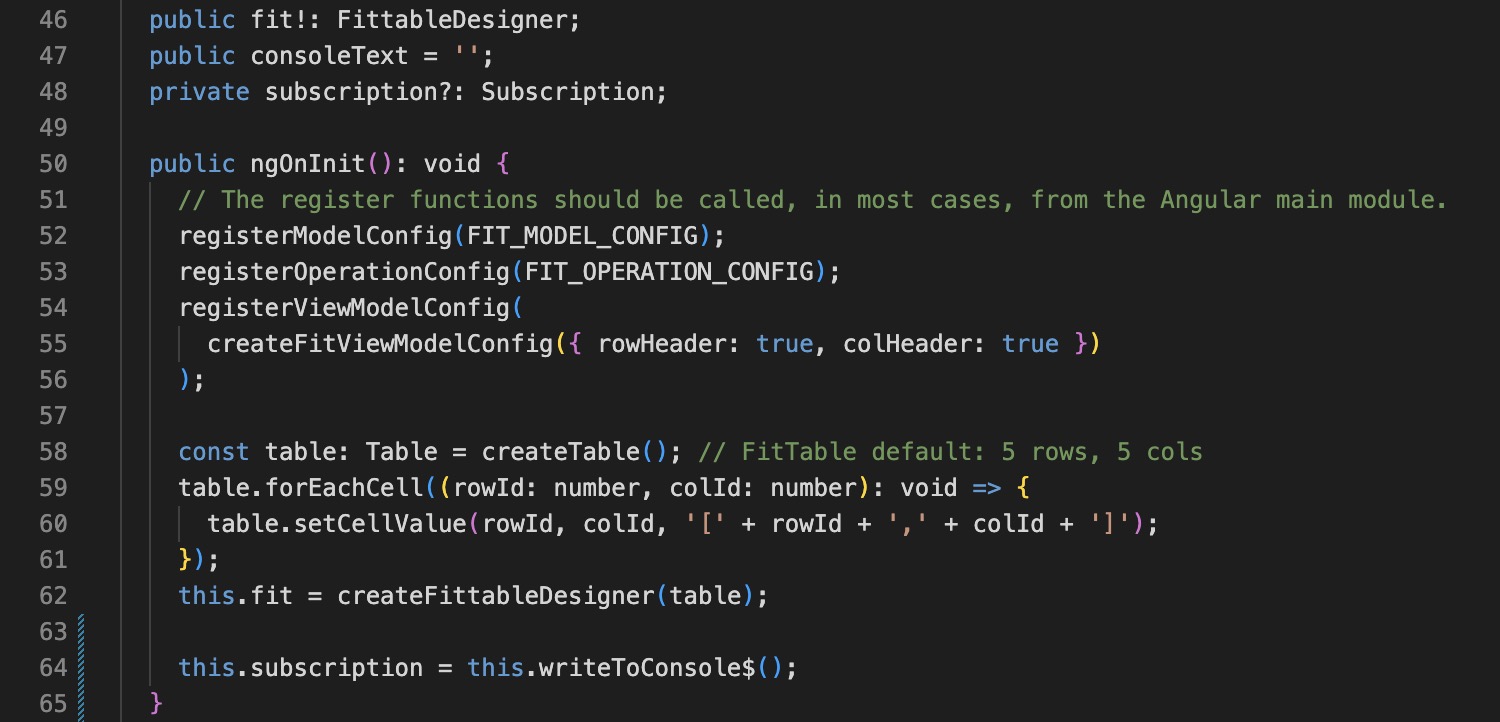 46 public fit!: FittableDesigner;
47 public consoleText = '';
48 private subscription?: Subscription;
49
50 public ngOnInit(): void {
51 // The register functions should be called, in most cases, from the Angular main module.
52 registerModelConfig(FIT_MODEL_CONFIG);
53 registerOperationConfig(FIT_OPERATION_CONFIG);
54 registerViewModelConfig(
55 createFitViewModelConfig({ rowHeader: true, colHeader: true })
56 );
57
58 const table: Table = createTable(); // FitTable default: 5 rows, 5 cols
59 table.forEachCell((rowId: number, colId: number): void => {
60 table.setCellValue(rowId, colId, '[' + rowId + ',' + colId + ']');
61 });
62 this.fit = createFittableDesigner(table);
63
64 this.subscription = this.writeToConsole$();
65 }